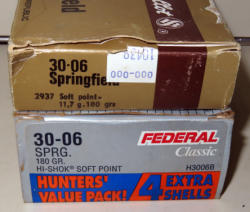 30-06
Springfield
2937 Soft point
11,7 g. 180 grs
000-000
30-06
SPRG.
180 GR.
HI-SHOK® SOFT POINT
FEDERAL
Classic
H3006B
HUNTERS'
VALUE PACK!
4 EXTRA
SHELLS